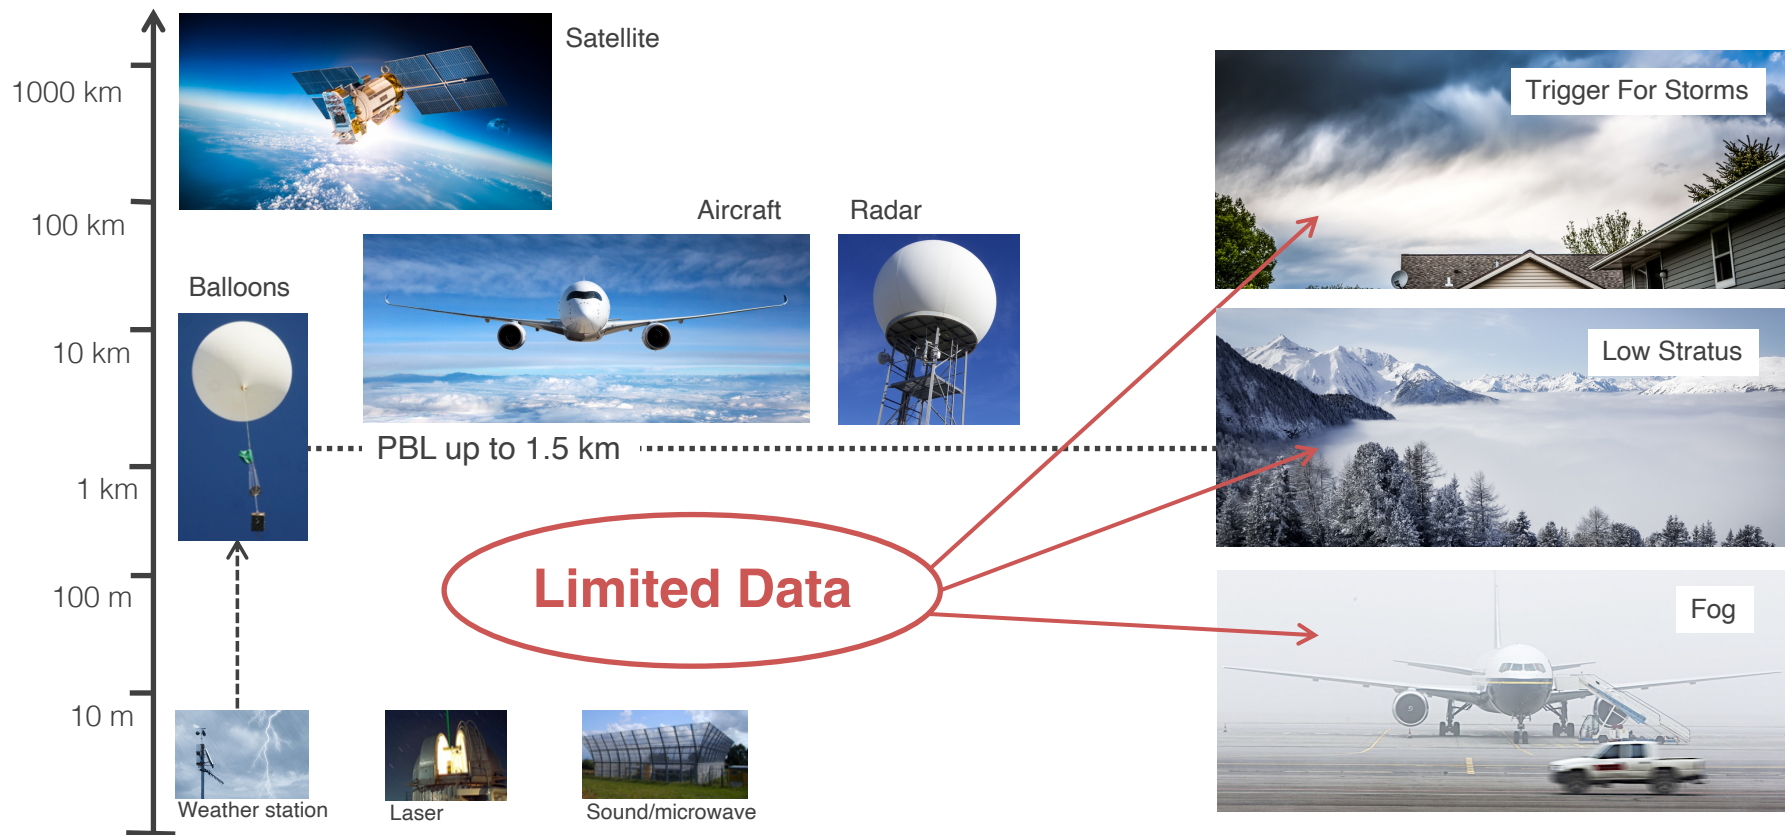 Satellite
1000 km
Trigger For Storms
100 km
Aircraft
Radar
Balloons
10 km
Low Stratus
PBL up to 1.5 km
1 km
Limited Data
100 m
Fog
10 m
Weather station
Laser
Sound/microwave